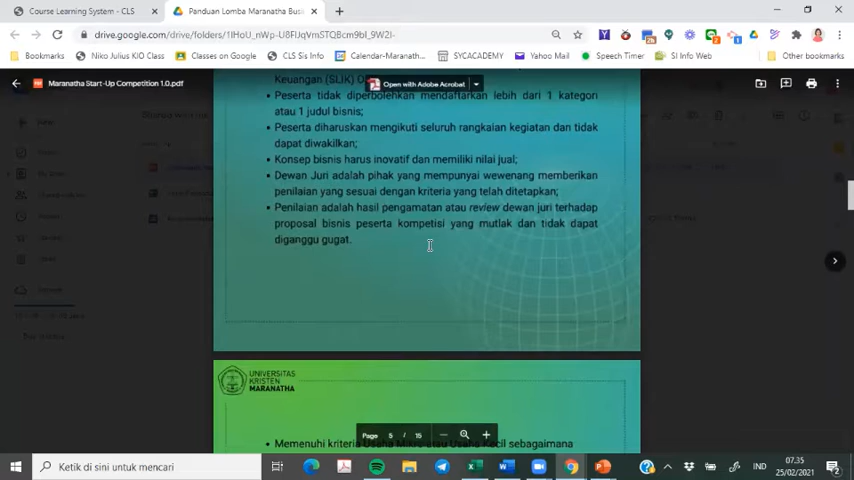 Course Learning System - CLS
Panduan Lomba Maranatha Busi
drive.google.com/drive/folders/
Bookmarks
Niko Julius KIO Class
Classes on Google
CLS Sis Info
Calendar-Maranath...
SYCACADEMY
Yahoo Mail
Speech Timer
SI Info Web
Other bookmarks
Maranatha Start-Up Competition 1.0.pdf
Open with Adobe Acrobat
Keuangan (SLIK)
• Peserta tidak diperbolehkan mendaftarkan lebih dari 1 kategori
atau 1 judul bisnis;
• Peserta diharuskan mengikuti seluruh rangkaian kegiatan dan tidak
dapat diwakilkan;
• Konsep bisnis harus inovatif dan memiliki nilai jual;
• Dewan Juri adalah pihak yang mempunyai wewenang memberikan
penilaian yang sesuai dengan kriteria yang telah ditetapkan;
• Penilaian adalah hasil pengamatan atau review dewan juri terhadap
proposal bisnis peserta kompetisi yang mutlak dan tidak dapat
diganggu gugat.
UNIVERSITAS
KRISTEN
MARANATHA
Page 5 / 15
• Memenuhi kriteria Usaha Mikro atau Usaha Kecil sebagaimana
Ketik di sini untuk mencari
IND
07.35
25/02/2021